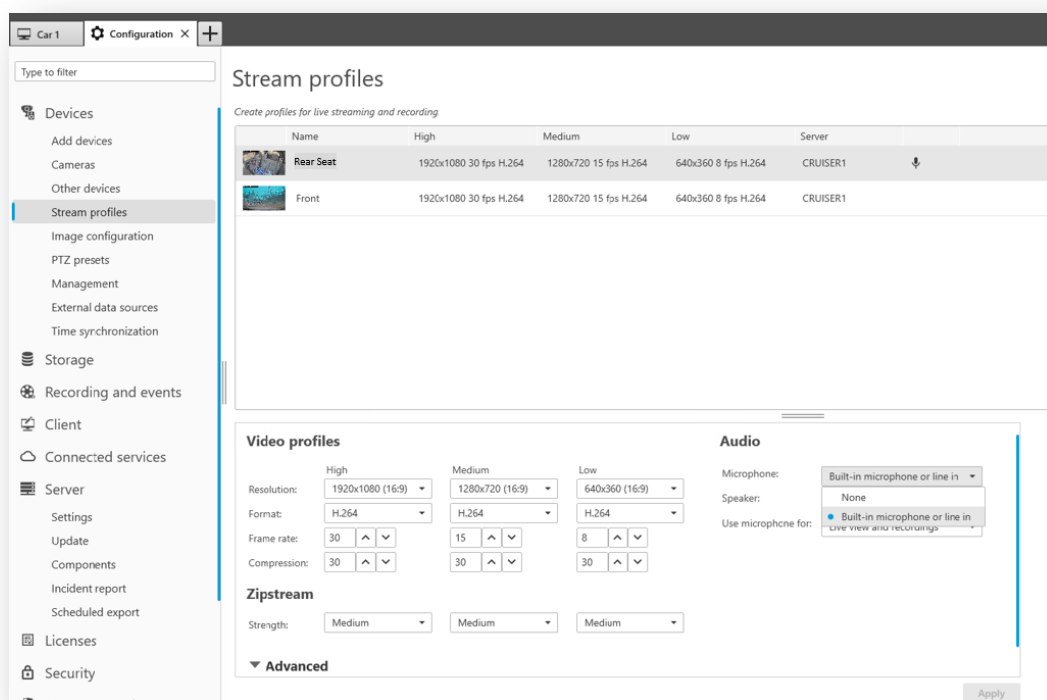 Car 1
Configuration
Type to filter
Devices
Add devices
Cameras
Other devices
Stream profiles
Image configuration
PTZ presets
Management
External data sources
Time synchronization
Storage
Recording and events
Client
Connected services
Server
Settings
Update
Components
Incident report
Scheduled export
Licenses
Security
Stream profiles
Create profiles for live streaming and recording
Name High Medium Low Server
Rear Seat 1920x1080 30 fps H.264 1280x720 15 fps H.264 640x360 8 fps H.264 CRUISER1
Front 1920x1080 30 fps H.264 1280x720 15 fps H.264 640x360 8 fps H.264 CRUISER1
Video profiles
High Medium Low
Resolution: 1920x1080 (16:9) 1280x720 (16:9) 640x360 (16:9)
Format: H.264 H.264 H.264
Frame rate: 30 15 8
Compression: 30 30 30
Zipstream
Strength: Medium Medium Medium
Advanced
Audio
Microphone: Built-in microphone or line in
Speaker: None
Built-in microphone or line in
Use microphone for: Live view and recordings
Apply